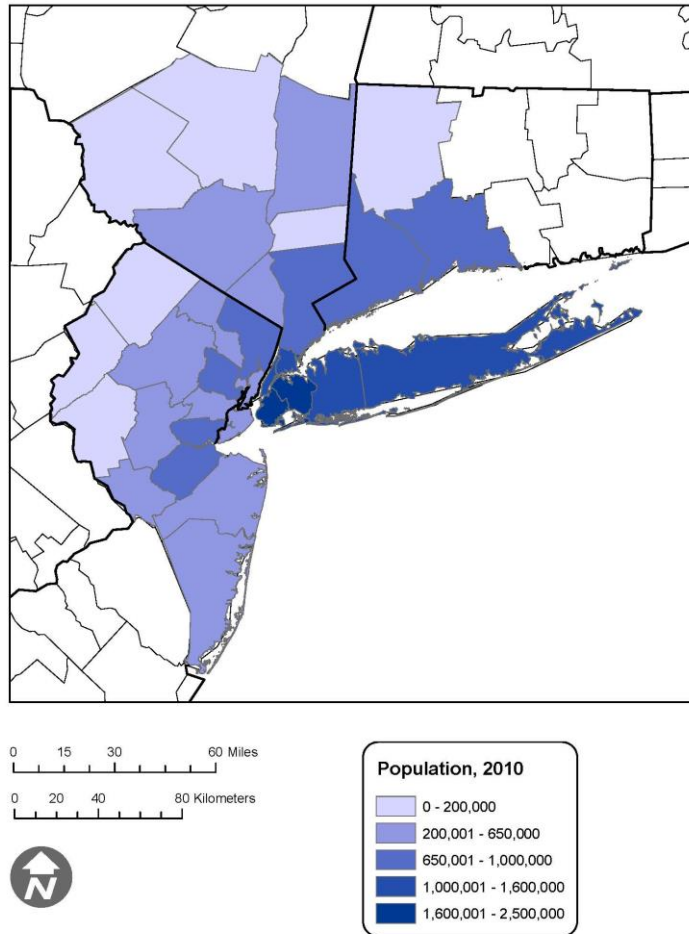 0 15 30 60 Miles
0 20 40 80 Kilometers
N
Population, 2010
0 - 200,000
200,001 - 650,000
650,001 - 1,000,000
1,000,001 - 1,600,000
1,600,001 - 2,500,000